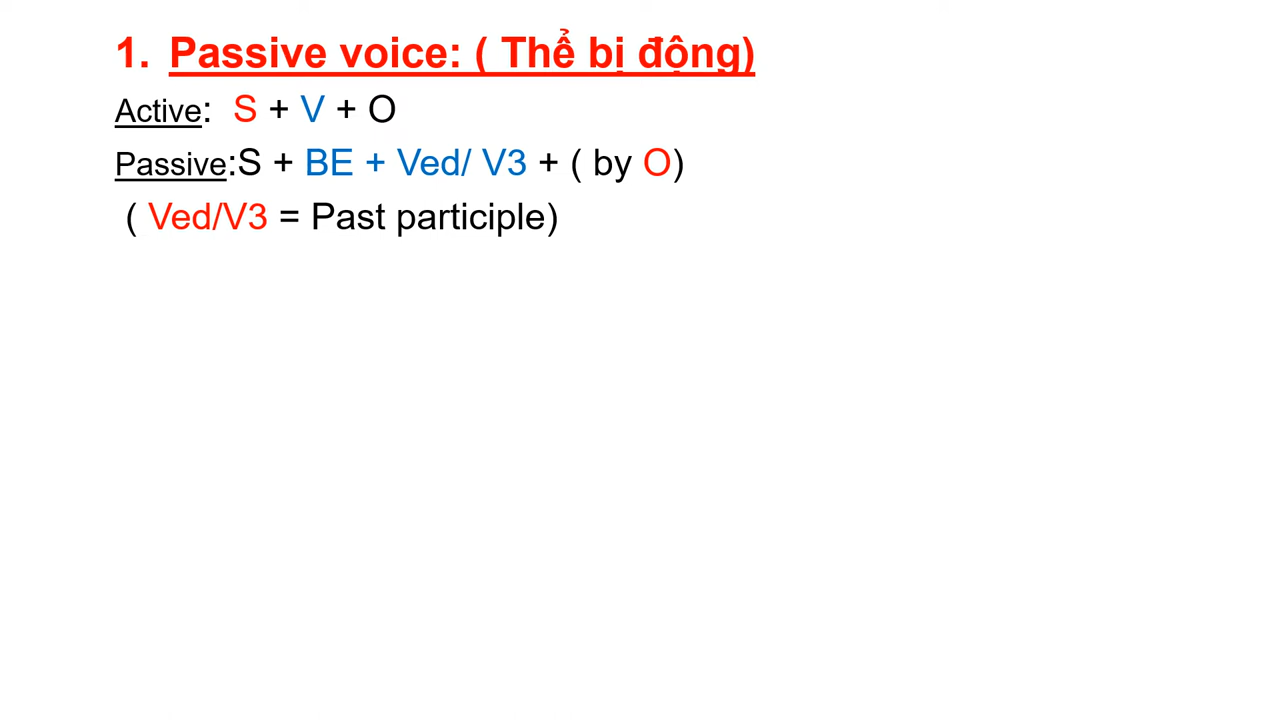 1. Passive voice: ( Thể bị động)
Active: S + V + O
Passive:S + BE + Ved/ V3 + ( by O)
( Ved/V3 = Past participle)